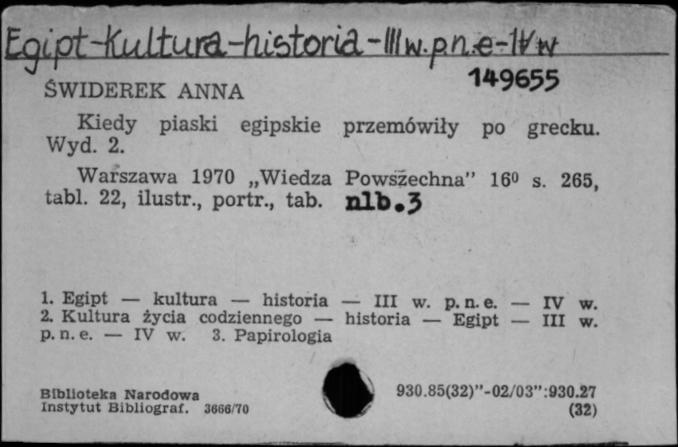 Egipt-Kultura-historia-III w.p.n.e-IV w
149655
ŚWIDEREK ANNA
Kiedy piaski egipskie przemówiły po grecku.
Wyd. 2.
Warszawa 1970 „Wiedza Powszechna” 16⁰ s. 265,
tabl. 22, ilustr., portr., tab. nlb.3
1. Egipt — kultura — historia — III w. p. n. e. — IV w.
2. Kultura życia codziennego — historia — Egipt — III w.
p. n. e. — IV w. 3. Papirologia
Biblioteka Narodowa 930.85(32)”-02/03”:930.27
Instytut Bibliograf. 3666/70 (32)